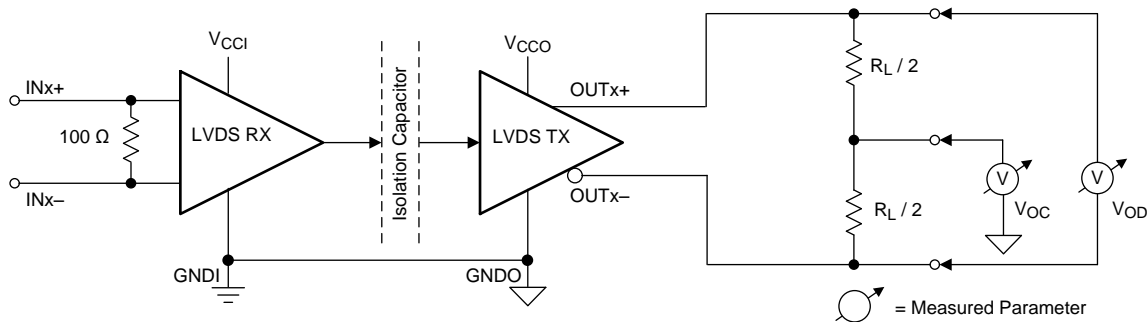 VCCI
VCCO
INx+
100 Ω
LVDS RX
INx–
Isolation Capacitor
LVDS TX
OUTx+
OUTx–
RL / 2
RL / 2
V
VOC
V
VOD
GNDI
GNDO
= Measured Parameter